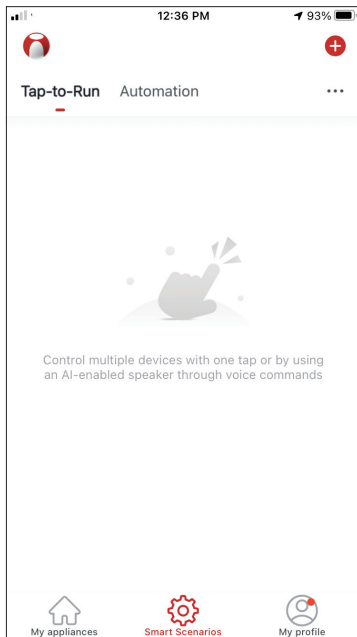 12:36 PM 93%
Tap-to-Run Automation
Control multiple devices with one tap or by using
an AI-enabled speaker through voice commands
My appliances Smart Scenarios My profile